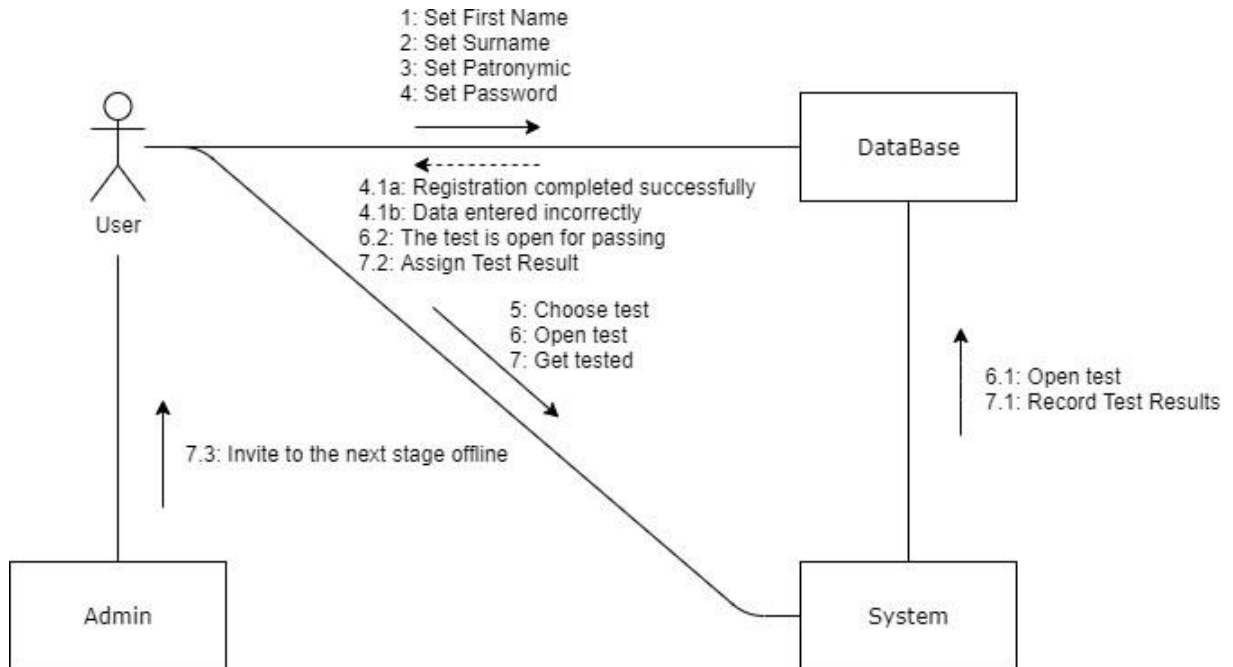 1: Set First Name
2: Set Surname
3: Set Patronymic
4: Set Password
DataBase
User
4.1a: Registration completed successfully
4.1b: Data entered incorrectly
6.2: The test is open for passing
7.2: Assign Test Result
5: Choose test
6: Open test
7: Get tested
6.1: Open test
7.1: Record Test Results
7.3: Invite to the next stage offline
Admin
System